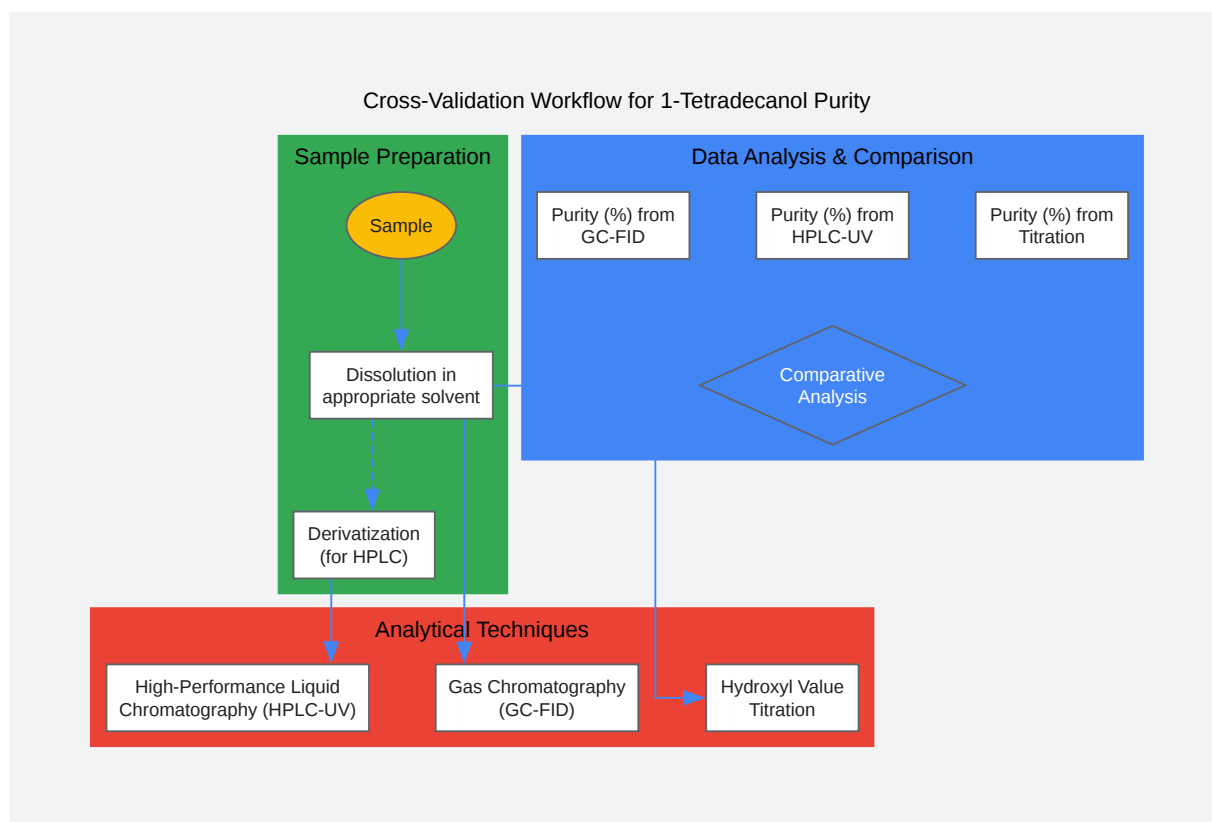 Cross-Validation Workflow for 1-Tetradecanol Purity
Sample Preparation
Sample
Dissolution in
appropriate solvent
Derivatization
(for HPLC)
Data Analysis & Comparison
Purity (%) from
GC-FID
Purity (%) from
HPLC-UV
Purity (%) from
Titration
Comparative
Analysis
Analytical Techniques
High-Performance Liquid
Chromatography (HPLC-UV)
Gas Chromatography
(GC-FID)
Hydroxyl Value
Titration